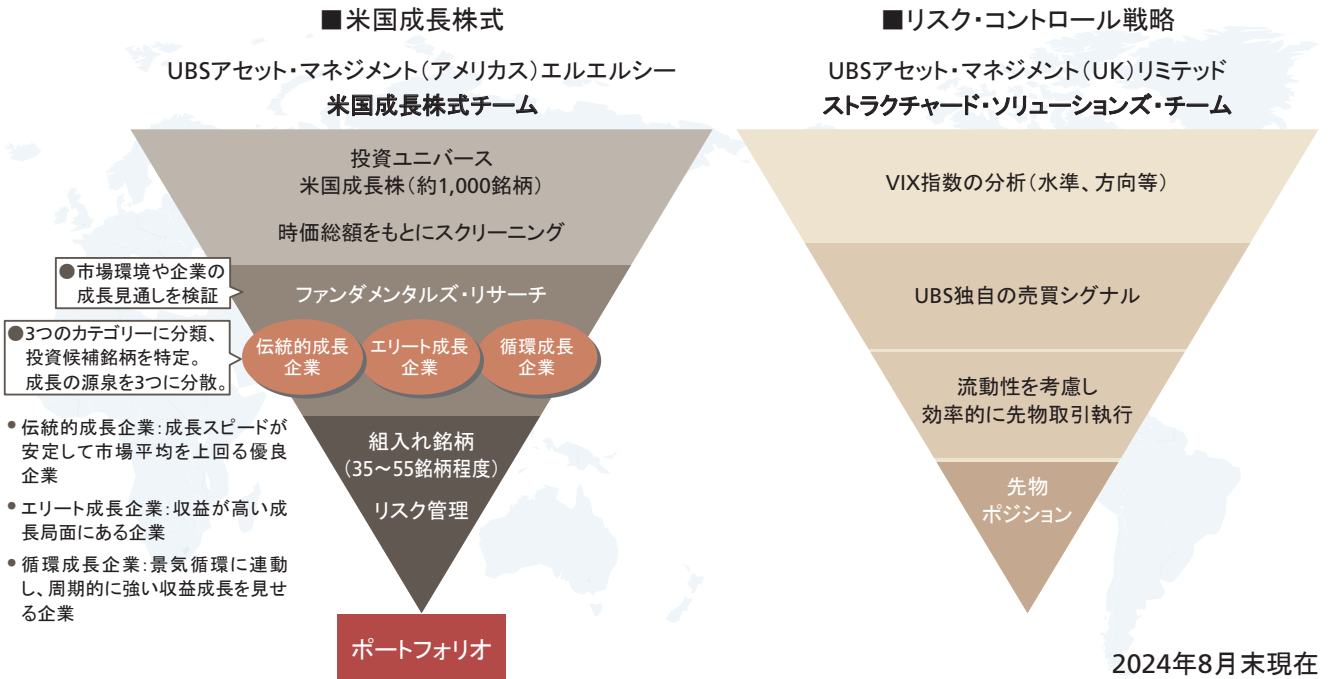 ■米国成長株式
UBSアセット・マネジメント(アメリカス)エルエルシー
米国成長株式チーム
投資ユニバース
米国成長株(約1,000銘柄)
時価総額をもとにスクリーニング
●市場環境や企業の
成長見通しを検証
ファンダメンタルズ・リサーチ
●3つのカテゴリーに分類、
投資候補銘柄を特定。
成長の源泉を3つに分散。
伝統的成長
企業
エリート成長
企業
循環成長
企業
• 伝統的成長企業:成長スピードが
安定して市場平均を上回る優良
企業
• エリート成長企業:収益が高い成
長局面にある企業
• 循環成長企業:景気循環に連動
し、周期的に強い収益成長を見せ
る企業
組入れ銘柄
(35～55銘柄程度)
リスク管理
ポートフォリオ
■リスク・コントロール戦略
UBSアセット・マネジメント(UK)リミテッド
ストラクチャード・ソリューションズ・チーム
VIX指数の分析(水準、方向等)
UBS独自の売買シグナル
流動性を考慮し
効率的に先物取引執行
先物
ポジション
2024年8月末現在